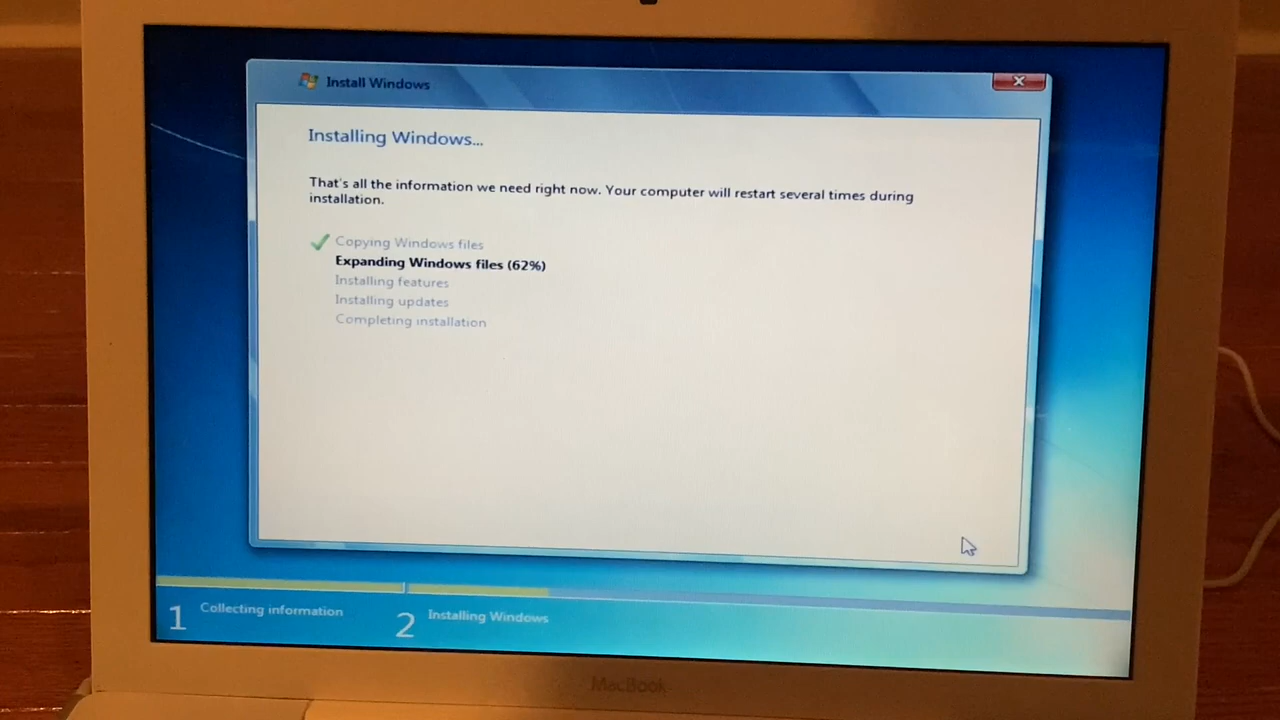 Install Windows
Installing Windows...
That's all the information we need right now. Your computer will restart several times during
installation.
Copying Windows files
Expanding Windows files (62%)
Installing features
Installing updates
Completing installation
1 Collecting information
2 Installing Windows
MacBook